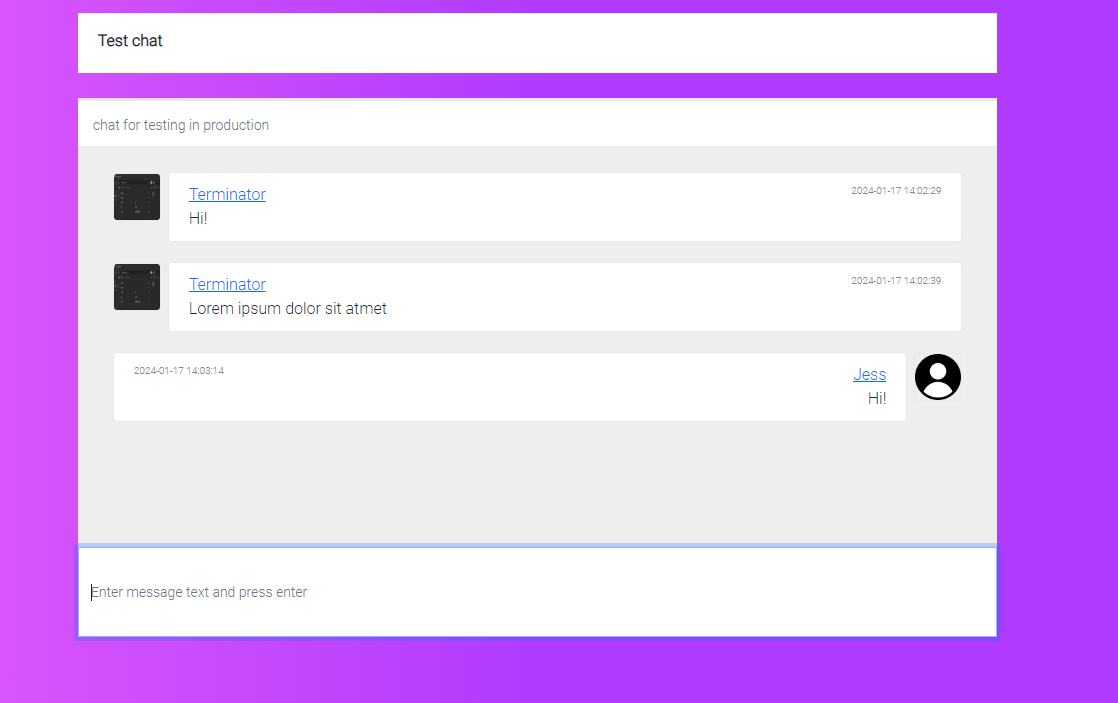 Test chat
chat for testing in production
Terminator
2024-01-17 14:02:29
Hi!
Terminator
2024-01-17 14:02:39
Lorem ipsum dolor sit atmet
2024-01-17 14:03:14
Jess
Hi!
Enter message text and press enter